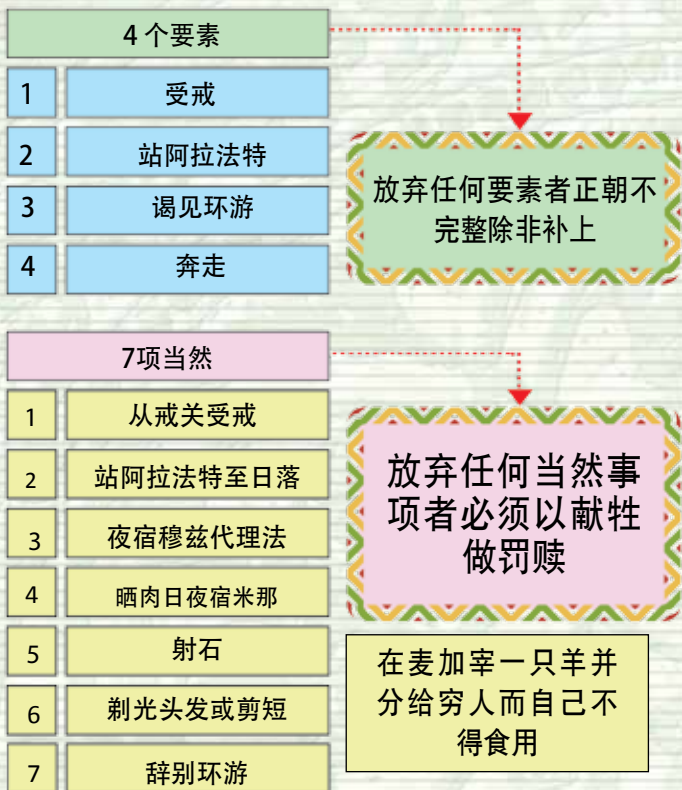 4 个要素
1 受戒
2 站阿拉法特
3 谒见环游
4 奔走
放弃任何要素者正朝不
完整除非补上
7项当然
1 从戒关受戒
2 站阿拉法特至日落
3 夜宿穆兹代理法
4 晒肉日夜宿米那
5 射石
6 剃光头发或剪短
7 辞别环游
放弃任何当然事
项者必须以献牲
做罚赎
在麦加宰一只羊并
分给穷人而自己不
得食用